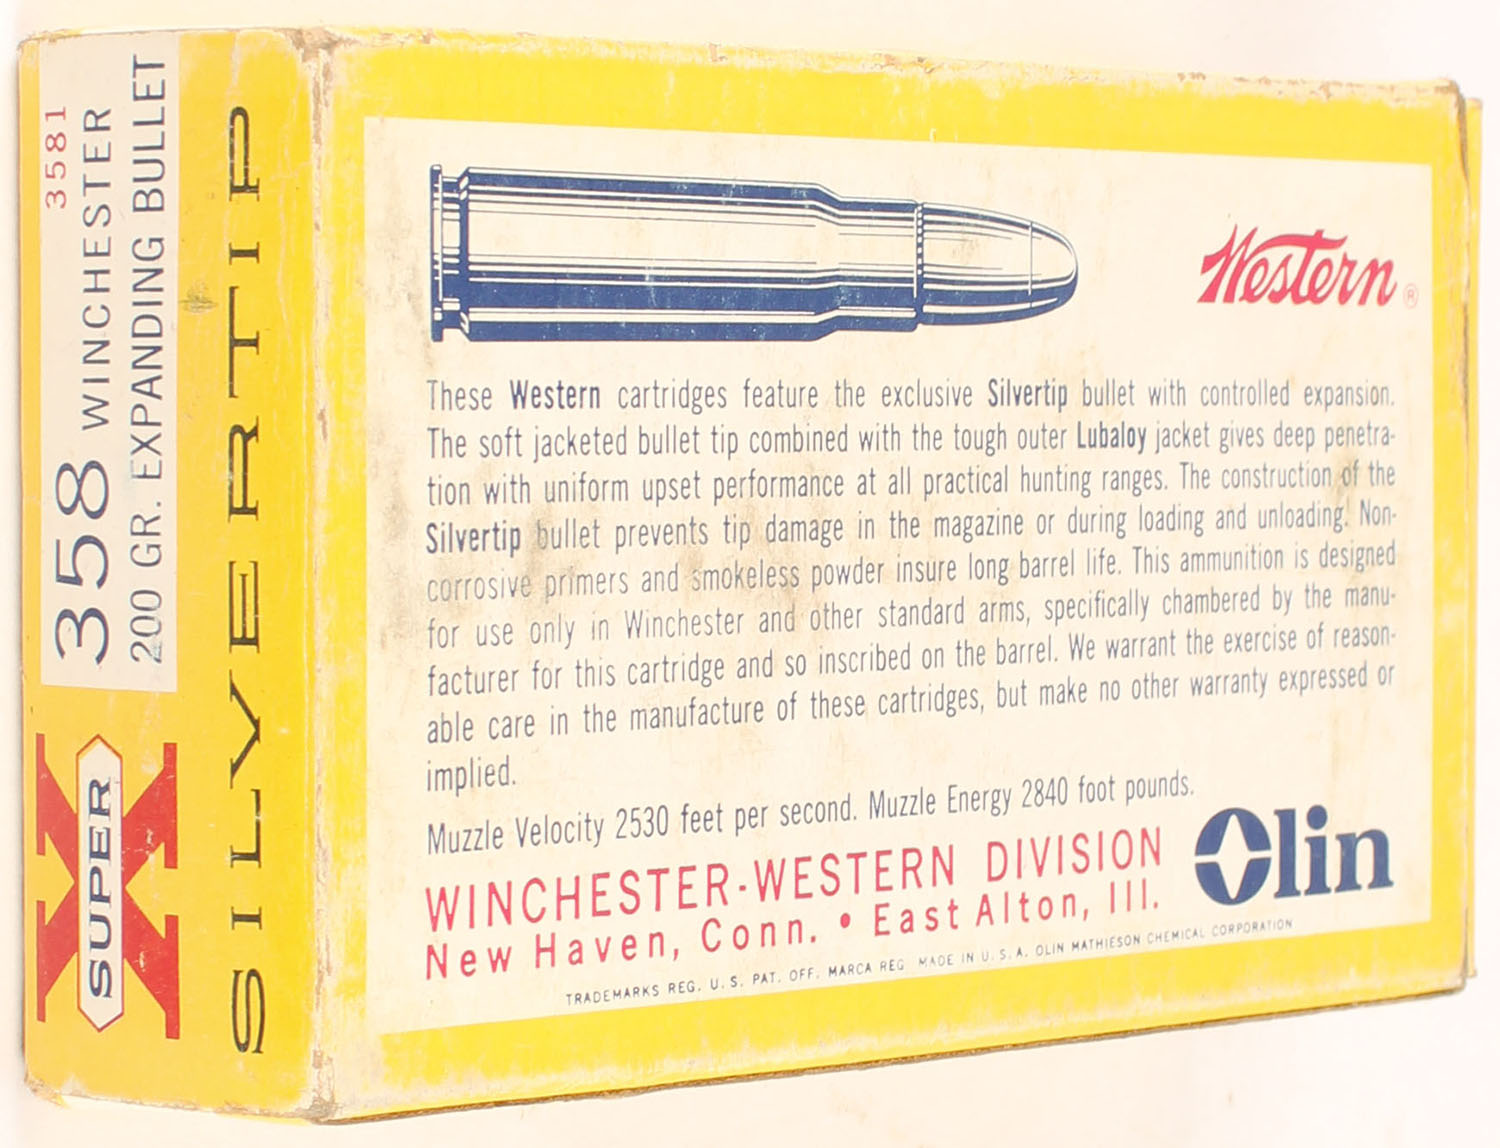 3581
358 WINCHESTER
200 GR. EXPANDING BULLET
SUPER X
SILVERTIP
Western ®
These Western cartridges feature the exclusive Silvertip bullet with controlled expansion.
The soft jacketed bullet tip combined with the tough outer Lubaloy jacket gives deep penetra-
tion with uniform upset performance at all practical hunting ranges. The construction of the
Silvertip bullet prevents tip damage in the magazine or during loading and unloading. Non-
corrosive primers and smokeless powder insure long barrel life. This ammunition is designed
for use only in Winchester and other standard arms, specifically chambered by the manu-
facturer for this cartridge and so inscribed on the barrel. We warrant the exercise of reason-
able care in the manufacture of these cartridges, but make no other warranty expressed or
implied.
Muzzle Velocity 2530 feet per second. Muzzle Energy 2840 foot pounds.
WINCHESTER-WESTERN DIVISION
New Haven, Conn. • East Alton, Ill.
Olin
TRADEMARKS REG. U. S. PAT. OFF. MARCA REG MADE IN U. S. A. OLIN MATHIESON CHEMICAL CORPORATION